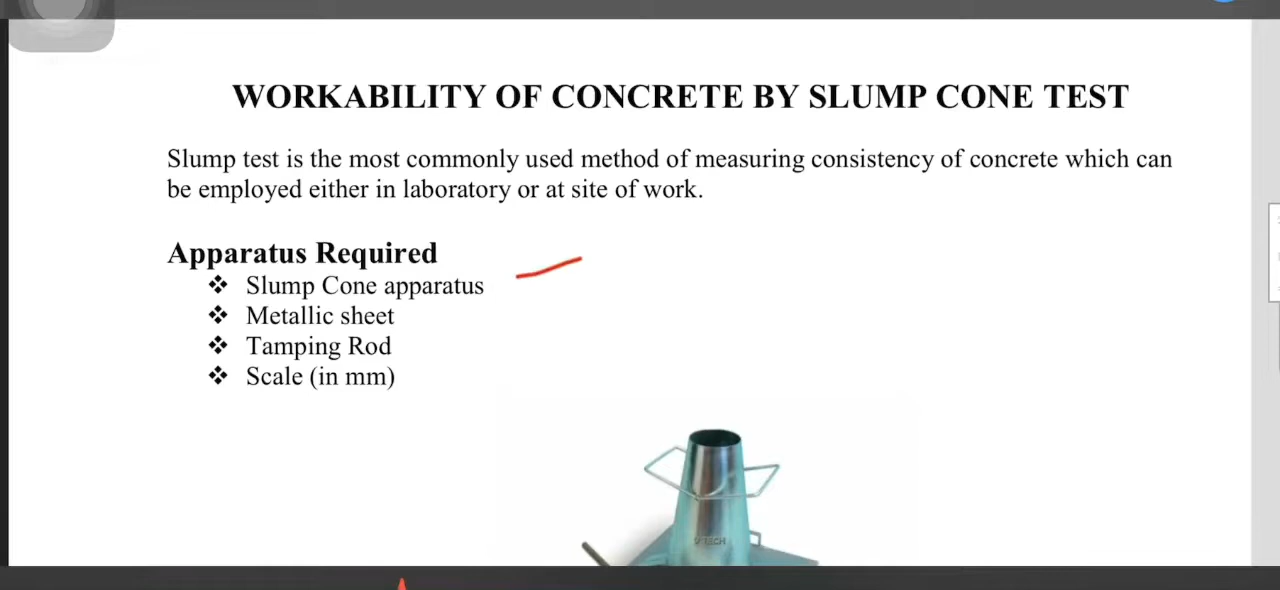 WORKABILITY OF CONCRETE BY SLUMP CONE TEST
Slump test is the most commonly used method of measuring consistency of concrete which can
be employed either in laboratory or at site of work.
Apparatus Required
❖ Slump Cone apparatus
❖ Metallic sheet
❖ Tamping Rod
❖ Scale (in mm)